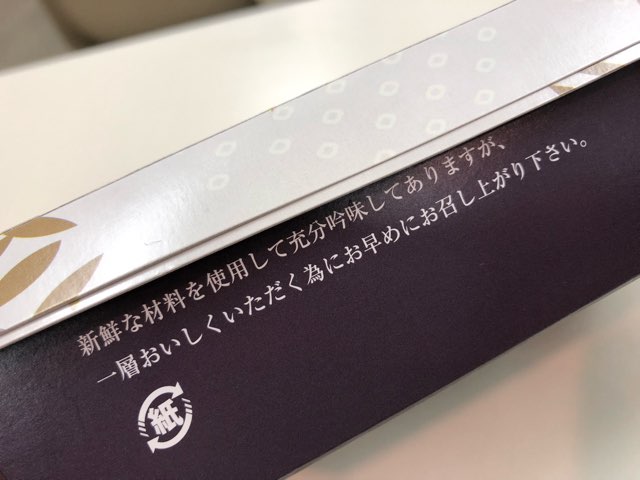 新鮮な材料を使用して充分吟味してありますが、
一層おいしくいただく為にお早めにお召し上がり下さい。
紙